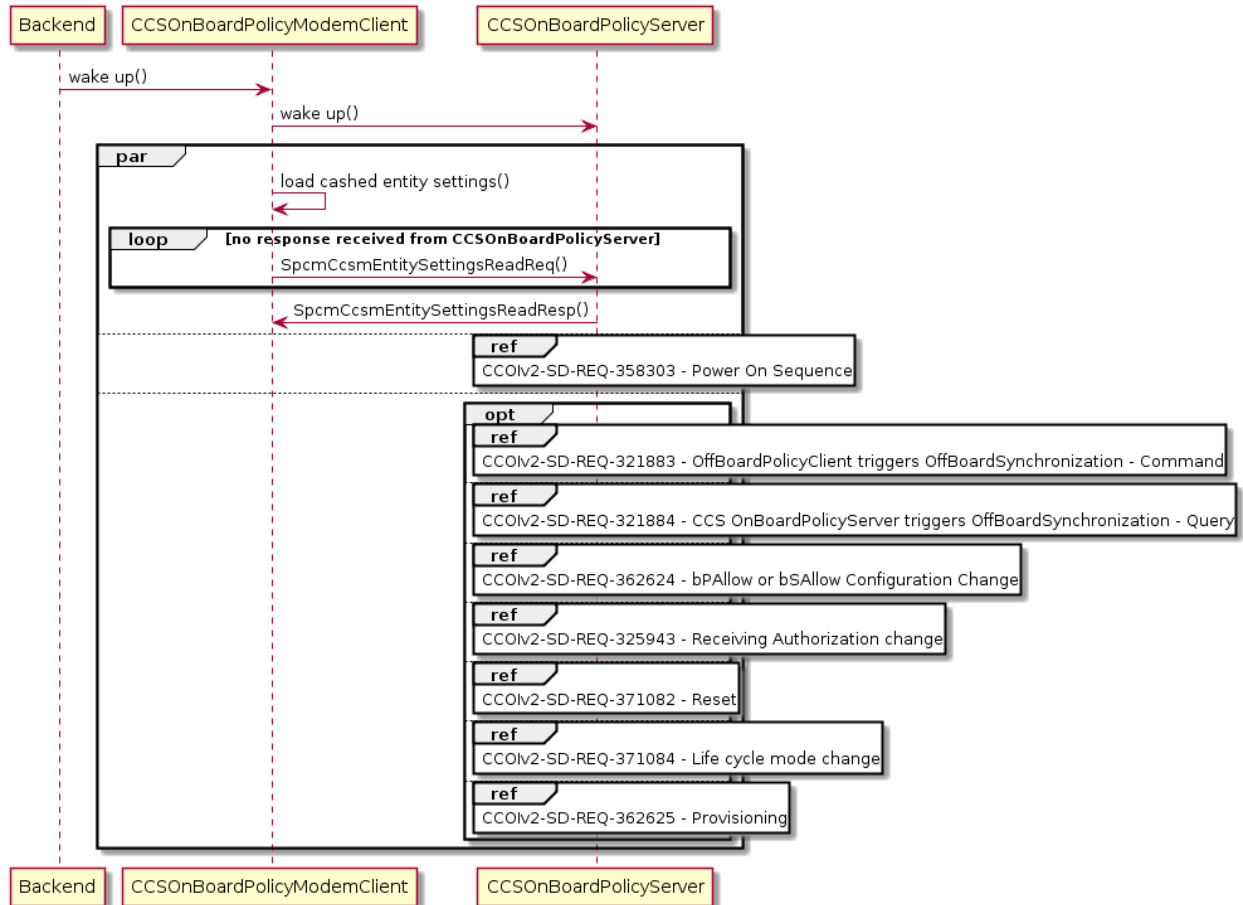 Backend CCSOnBoardPolicyModemClient CCSOnBoardPolicyServer
wake up()
wake up()
par
load cashed entity settings()
loop [no response received from CCSOnBoardPolicyServer]
SpcmCcsmEntitySettingsReadReq()
SpcmCcsmEntitySettingsReadResp()
ref
CCOIv2-SD-REQ-358303 - Power On Sequence
opt
ref
CCOIv2-SD-REQ-321883 - OffBoardPolicyClient triggers OffBoardSynchronization - Command
ref
CCOIv2-SD-REQ-321884 - CCS OnBoardPolicyServer triggers OffBoardSynchronization - Query
ref
CCOIv2-SD-REQ-362624 - bPAllow or bSAllow Configuration Change
ref
CCOIv2-SD-REQ-325943 - Receiving Authorization change
ref
CCOIv2-SD-REQ-371082 - Reset
ref
CCOIv2-SD-REQ-371084 - Life cycle mode change
ref
CCOIv2-SD-REQ-362625 - Provisioning
Backend CCSOnBoardPolicyModemClient CCSOnBoardPolicyServer